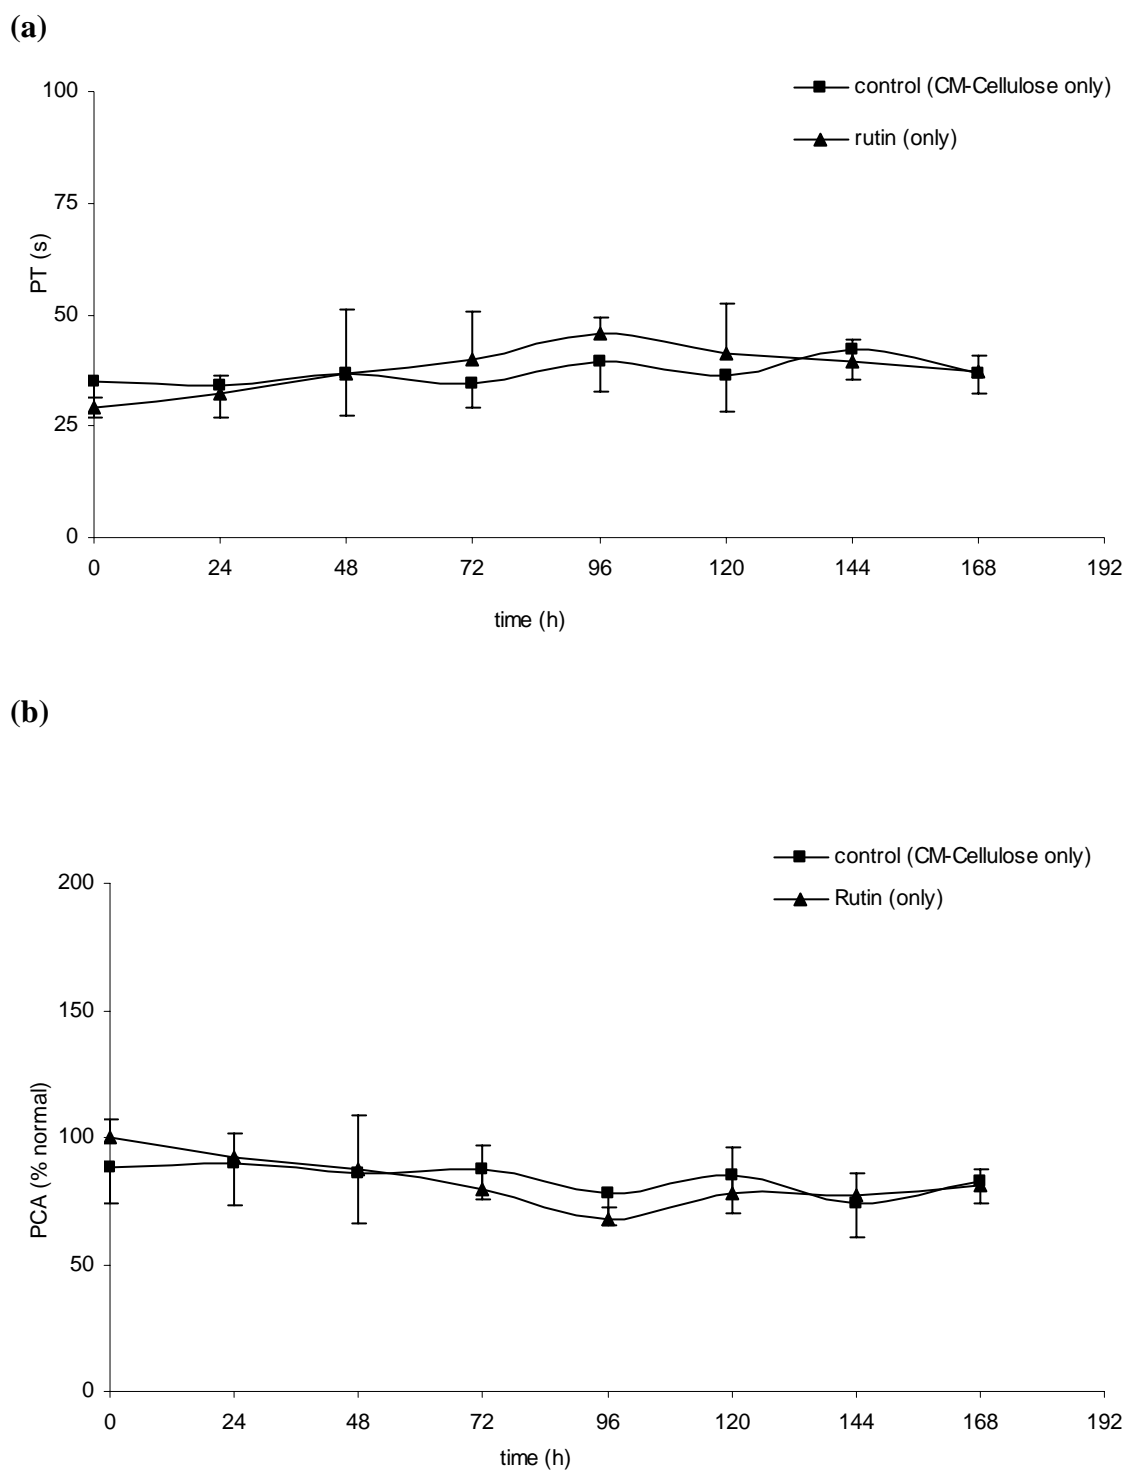 (a)
control (CM-Cellulose only)
rutin (only)
100
75
50
25
0
PT (s)
0 24 48 72 96 120 144 168 192
time (h)
(b)
control (CM-Cellulose only)
Rutin (only)
200
150
100
50
0
PCA (% normal)
0 24 48 72 96 120 144 168 192
time (h)